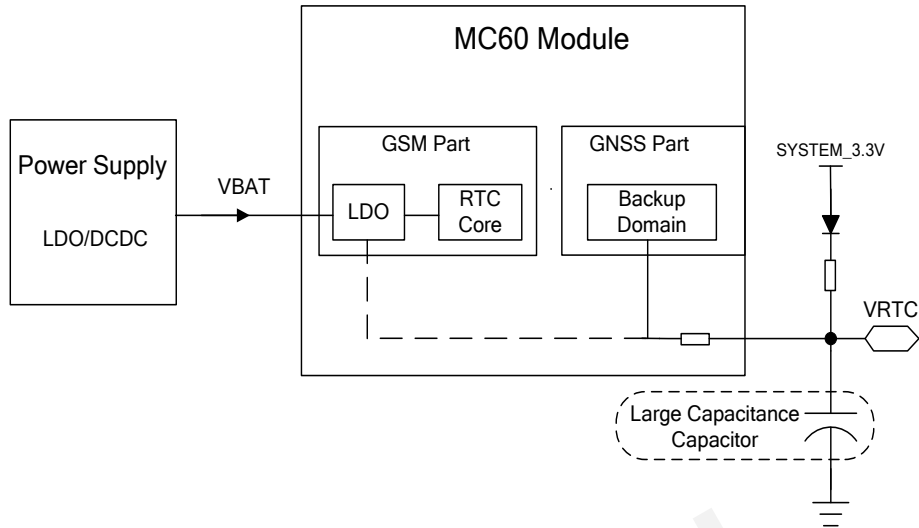 MC60 Module
Power Supply
LDO/DCDC
VBAT
GSM Part
LDO
RTC
Core
GNSS Part
Backup
Domain
SYSTEM_3.3V
VRTC
Large Capacitance
Capacitor